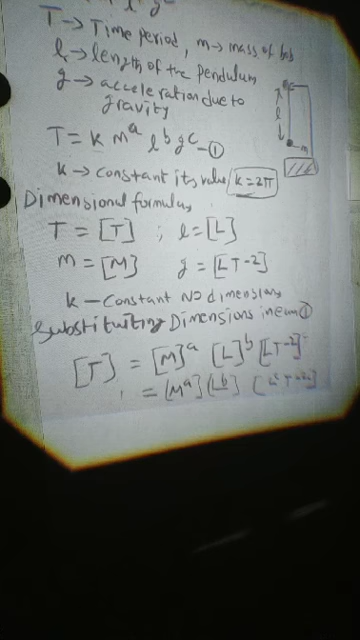 T → Time period, m → mass of bob
l → length of the pendulum
g → acceleration due to
gravity
T = k m^a l^b g^c — ①
k → constant its value k = 2π
Dimensional formulas
T = [T] ; l = [L]
m = [M] g = [LT-2]
k — Constant NO dimensions
Substituting Dimensions in eqn ①
[T] = [M]^a [L]^b [LT-2]
= [M^a] [L^b]
l
m